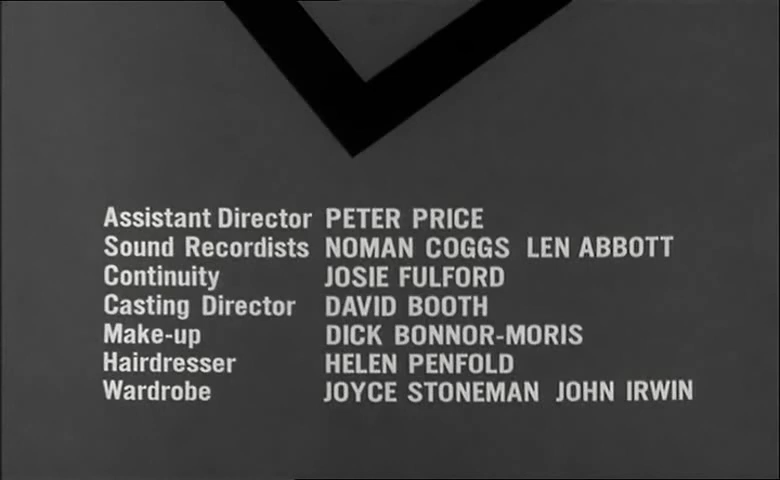 Assistant Director PETER PRICE
Sound Recordists NOMAN COGGS LEN ABBOTT
Continuity JOSIE FULFORD
Casting Director DAVID BOOTH
Make-up DICK BONNOR-MORIS
Hairdresser HELEN PENFOLD
Wardrobe JOYCE STONEMAN JOHN IRWIN